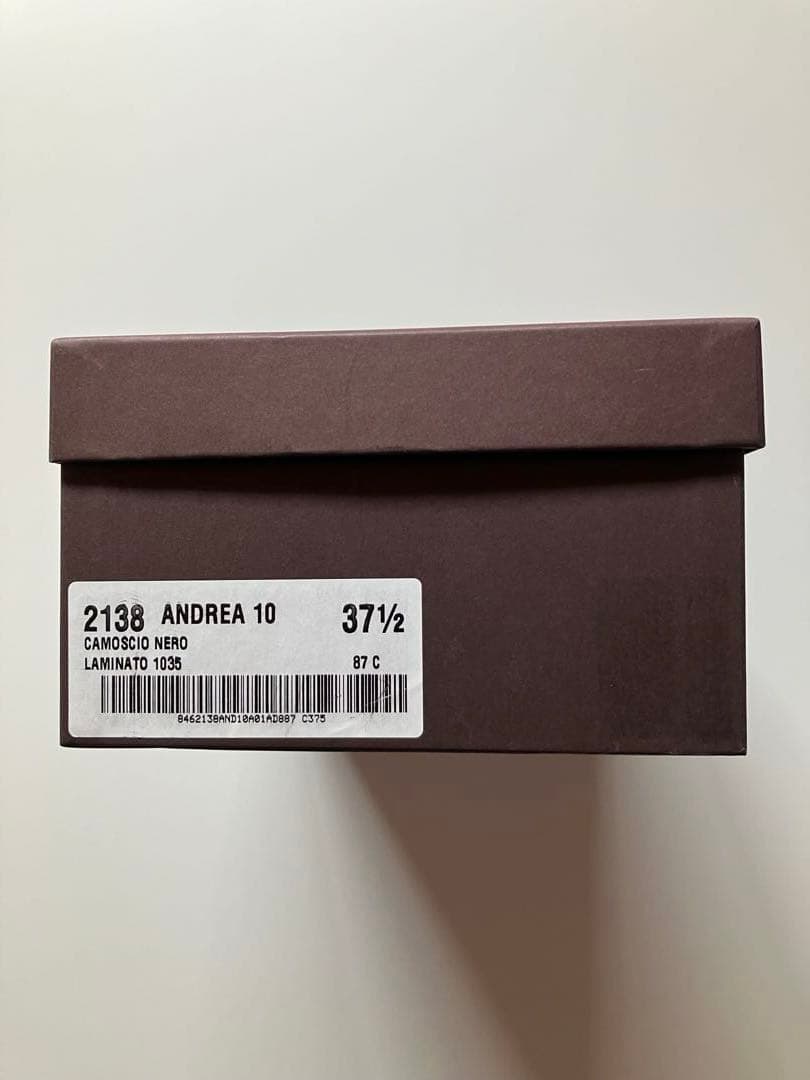 2138 ANDREA 10 37½
CAMOSCIO NERO
LAMINATO 1035 87 C
8462138AND10A01AD887 C375